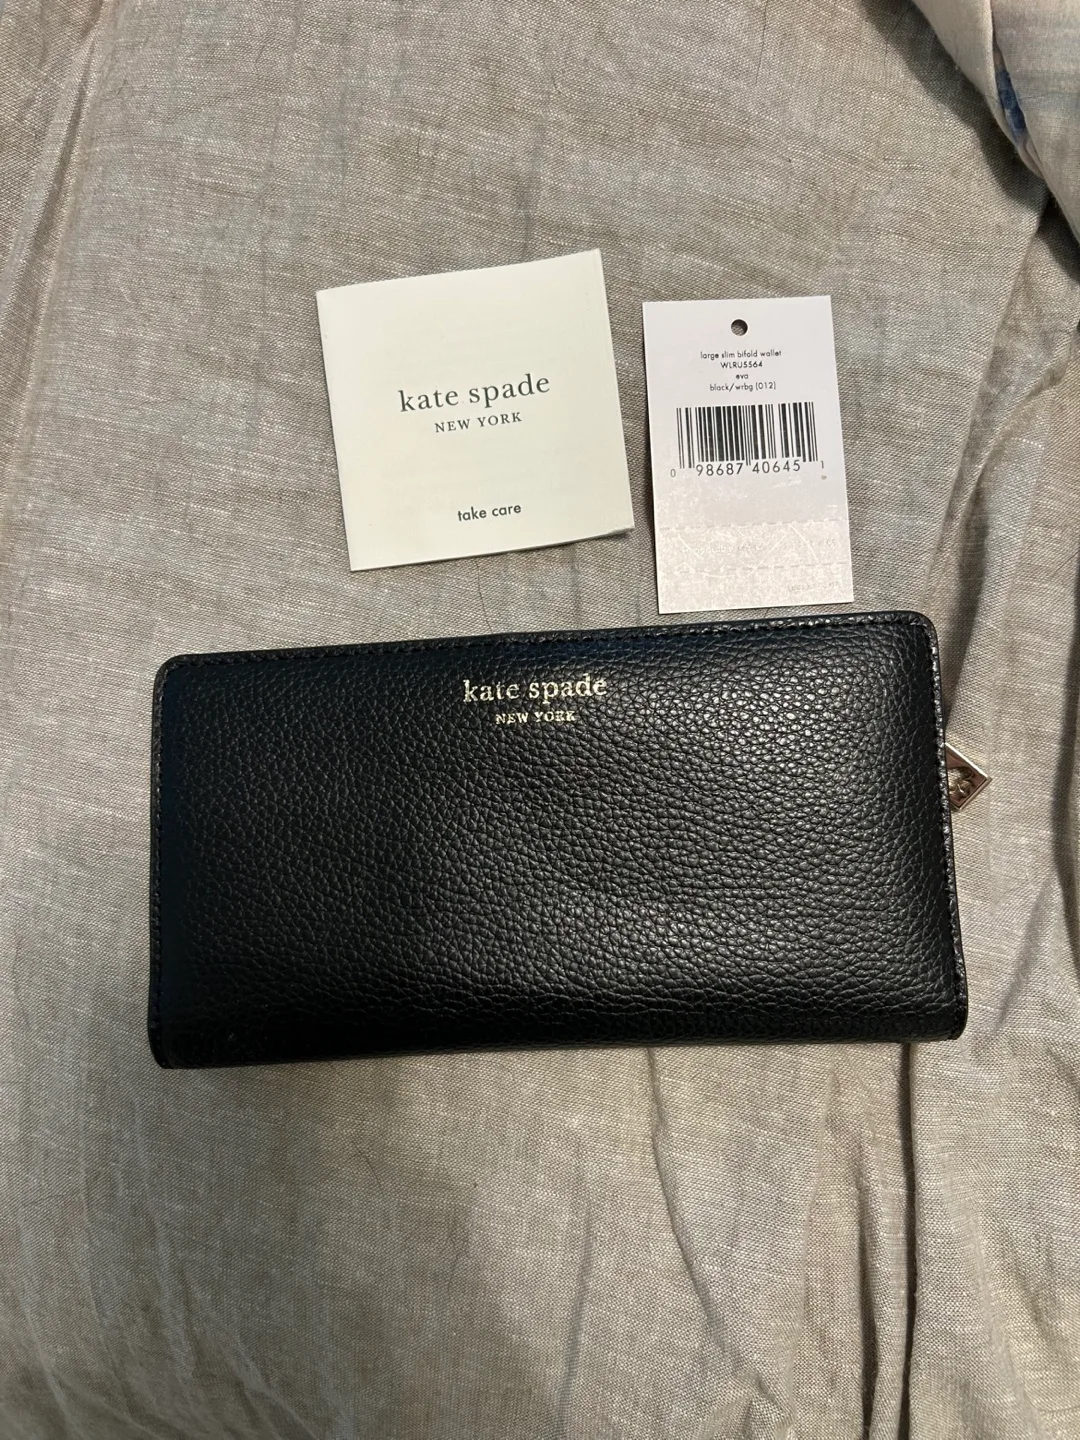 kate spade
NEW YORK
take care
large slim bifold wallet
WLRU5564
eva
black/wrbg (012)
0 98687 40645 1
kate spade
NEW YORK